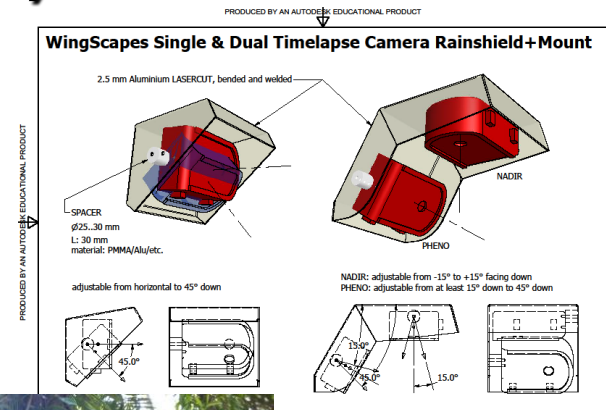 PRODUCED BY AN AUTODESK EDUCATIONAL PRODUCT
WingScapes Single & Dual Timelapse Camera Rainshield+Mount
2.5 mm Aluminium LASERCUT, bended and welded
NADIR
PRODUCED BY AN AUTODESK EDUCATIONAL PRODUCT
SPACER
Ø25..30 mm
L: 30 mm
material: PMMA/Alu/etc.
PHENO
adjustable from horizontal to 45° down
NADIR: adjustable from -15° to +15° facing down
PHENO: adjustable from at least 15° down to 45° down
45.0°
15.0°
45.0°
15.0°